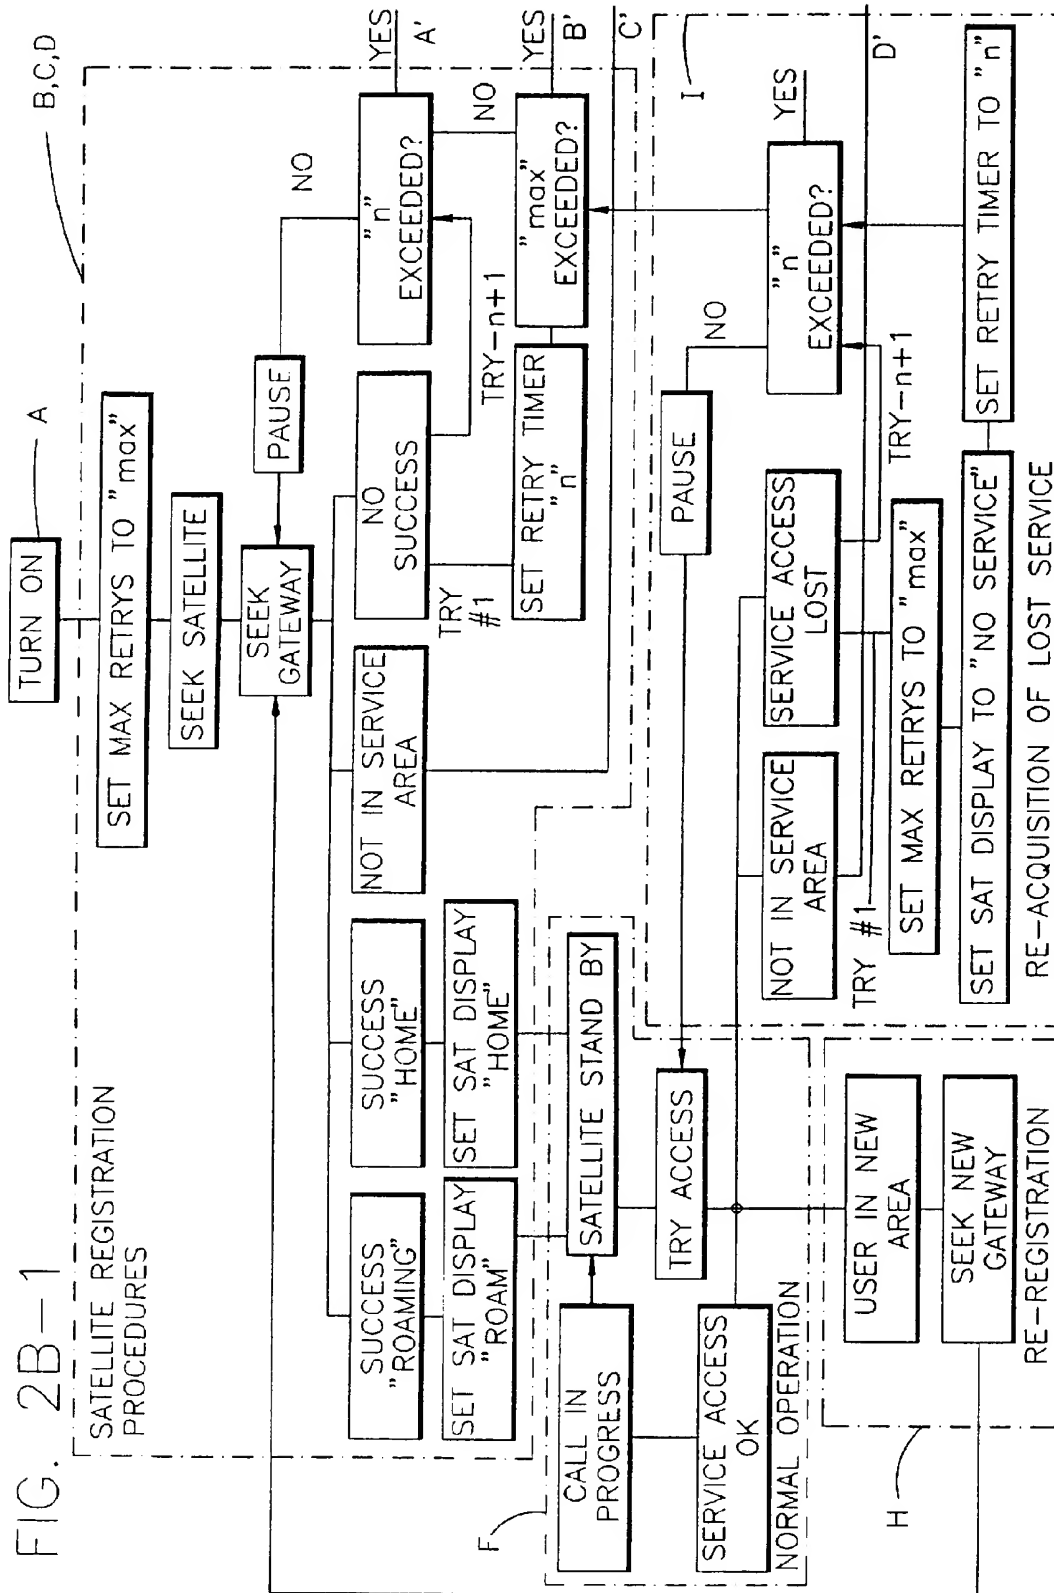 FIG. 2B-1
TURN ON
A
B,C,D
SATELLITE REGISTRATION
PROCEDURES
SET MAX RETRYS TO "max"
SEEK SATELLITE
SEEK
GATEWAY
PAUSE
NO
SUCCESS
"ROAMING"
SUCCESS
"HOME"
NOT IN SERVICE
AREA
NO
SUCCESS
"n"
EXCEEDED?
YES
A'
SET SAT DISPLAY
"ROAM"
SET SAT DISPLAY
"HOME"
TRY
#1
TRY-n+1
NO
SET RETRY TIMER
"n"
"max"
EXCEEDED?
YES
B'
C'
F
CALL IN
PROGRESS
SATELLITE STAND BY
TRY ACCESS
SERVICE ACCESS
OK
NORMAL OPERATION
I
PAUSE
NO
"n"
EXCEEDED?
YES
NOT IN SERVICE
AREA
SERVICE ACCESS
LOST
D'
TRY #1
TRY-n+1
SET MAX RETRYS TO "max"
SET SAT DISPLAY TO "NO SERVICE"
SET RETRY TIMER TO "n"
RE-ACQUISITION OF LOST SERVICE
H
USER IN NEW
AREA
SEEK NEW
GATEWAY
RE-REGISTRATION